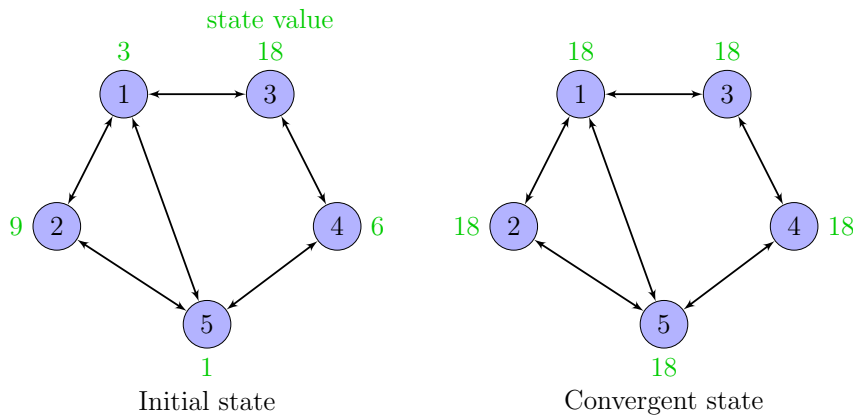 state value
3 18 18 18
1 3 1 3
9 2 4 6 18 2 4 18
5 5
1 18
Initial state Convergent state